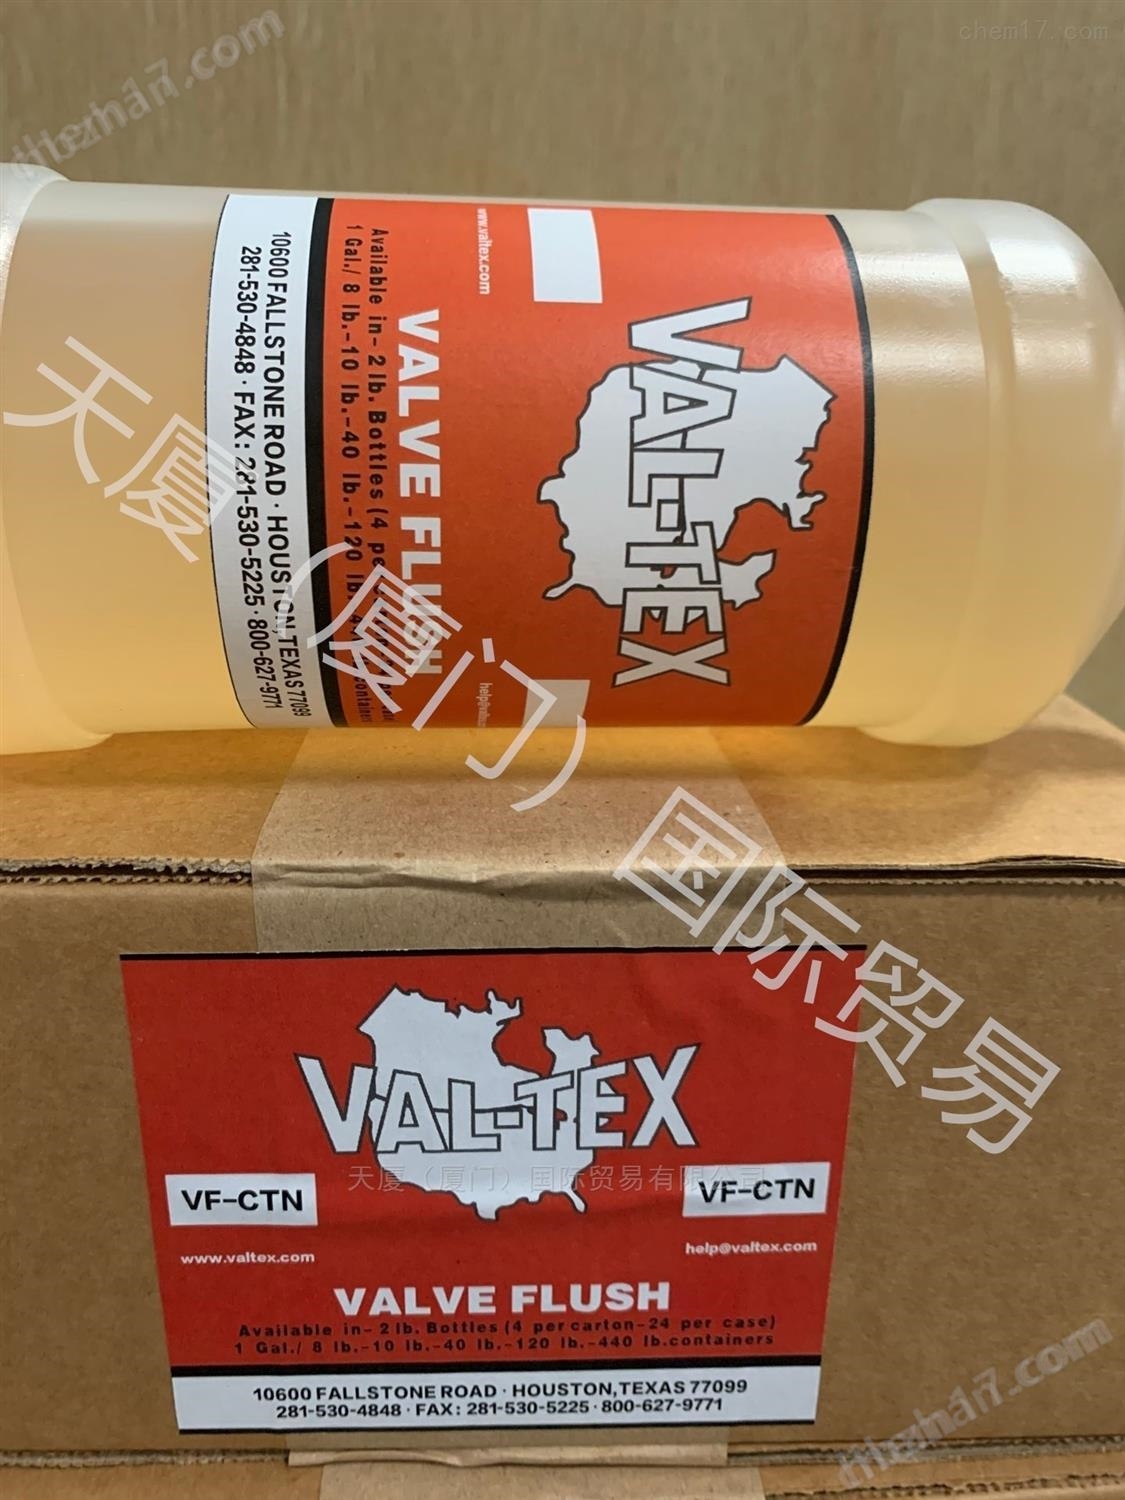 chem17.com
VAL-TEX
www.valtex.com
VALVE FLUSH
Available in- 2 lb. Bottles (4
1 Gal./ 8 lb.-10 lb.-40 lb.-120 lb.
containers
10600 FALLSTONE ROAD · HOUSTON, TEXAS 77099
281-530-4848 · FAX: 281-530-5225 · 800-627-9771
天厦（厦门）国际贸易
VAL-TEX
天厦（厦门）国际贸易有限公司
VF-CTN
VF-CTN
www.valtex.com
help@valtex.com
VALVE FLUSH
Available in- 2 lb. Bottles (4 per carton-24 per case)
1 Gal./ 8 lb.-10 lb.-40 lb.-120 lb.-440 lb.containers
10600 FALLSTONE ROAD · HOUSTON,TEXAS 77099
281-530-4848 · FAX: 281-530-5225 · 800-627-9771